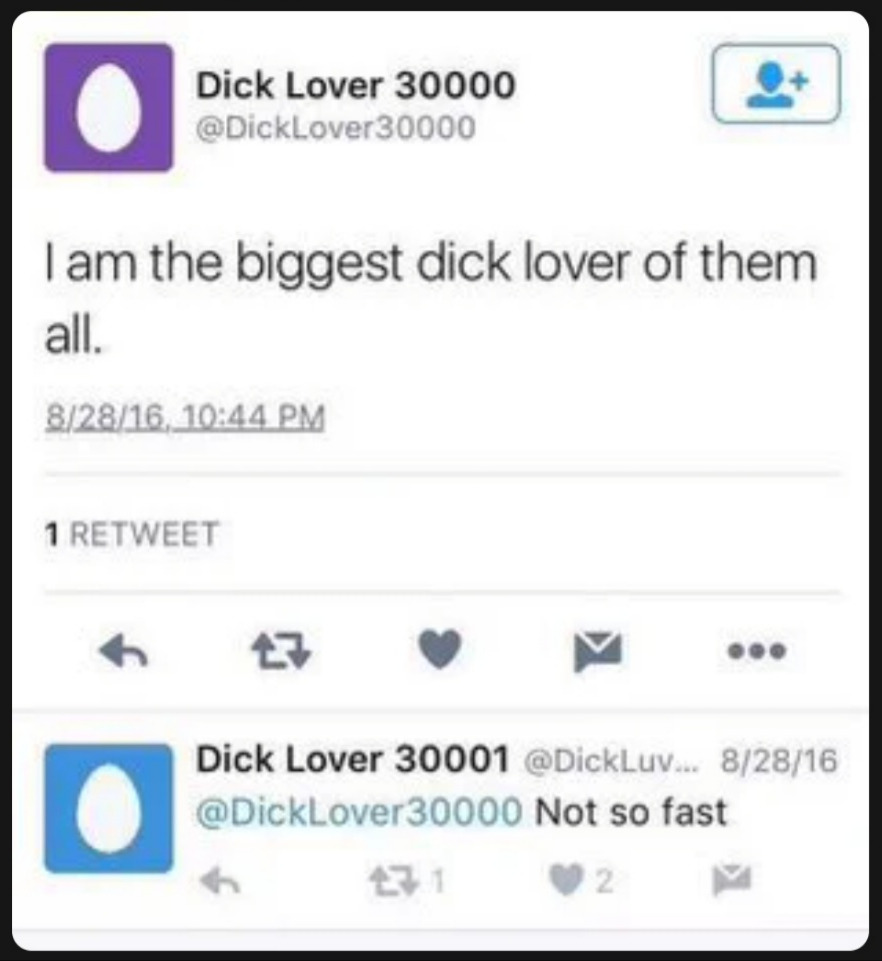 Dick Lover 30000
@DickLover30000
I am the biggest dick lover of them
all.
8/28/16, 10:44 PM
1 RETWEET
Dick Lover 30001 @DickLuv... 8/28/16
@DickLover30000 Not so fast
1 2